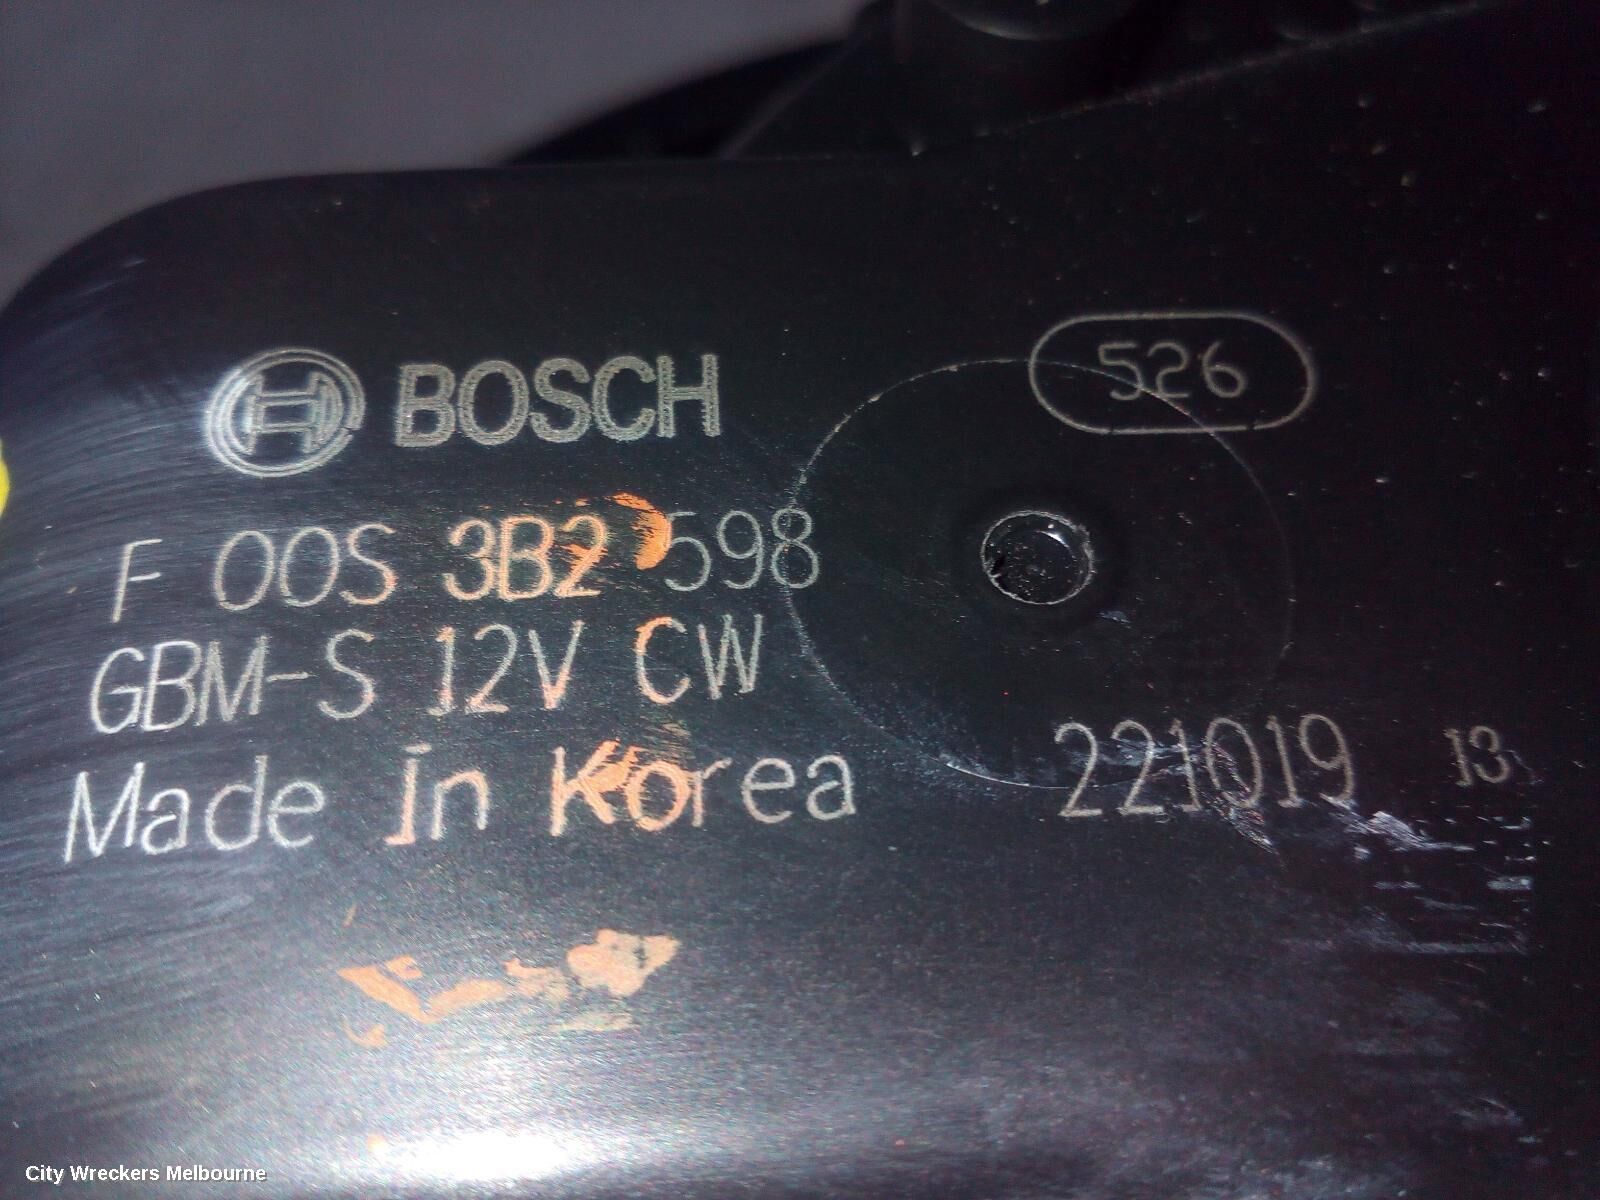 BOSCH
526
F 00S 3B2 598
GBM-S 12V CW
Made in Korea
221019 13
City Wreckers Melbourne